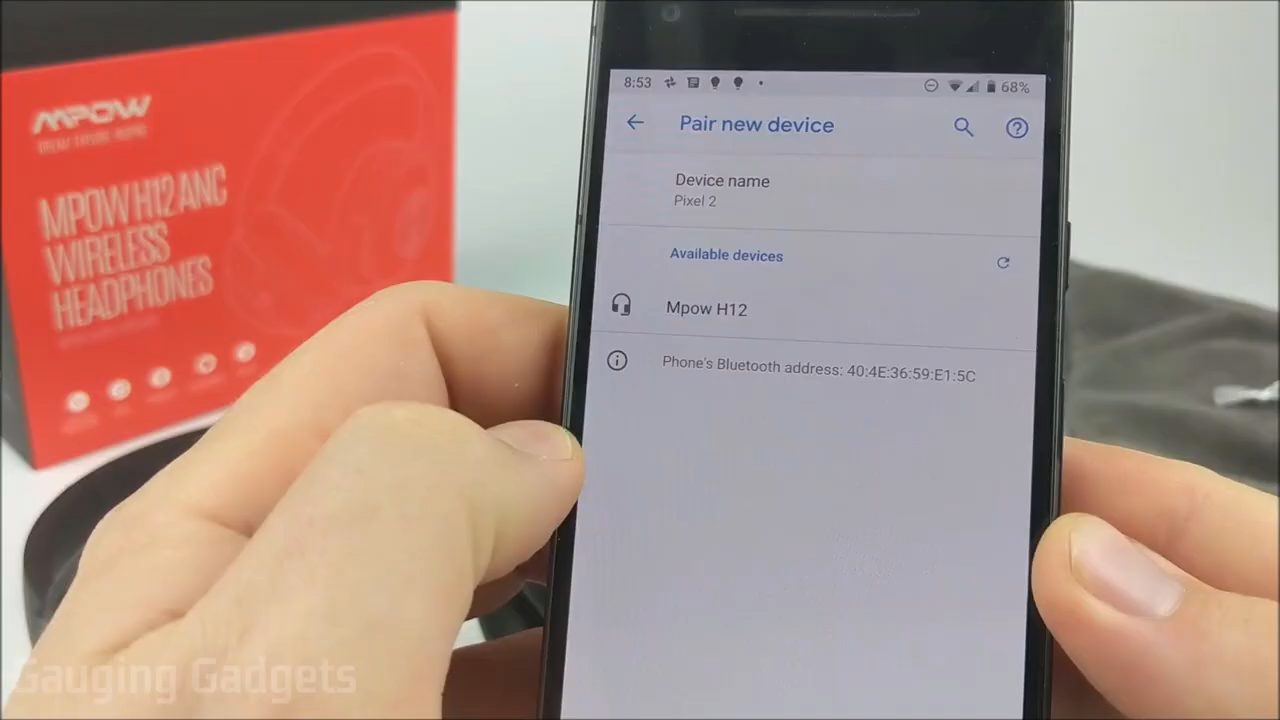 MPOW
MPOW H12 ANC
WIRELESS
HEADPHONES
8:53
68%
Pair new device
Device name
Pixel 2
Available devices
Mpow H12
Phone's Bluetooth address: 40:4E:36:59:E1:5C
Gauging Gadgets